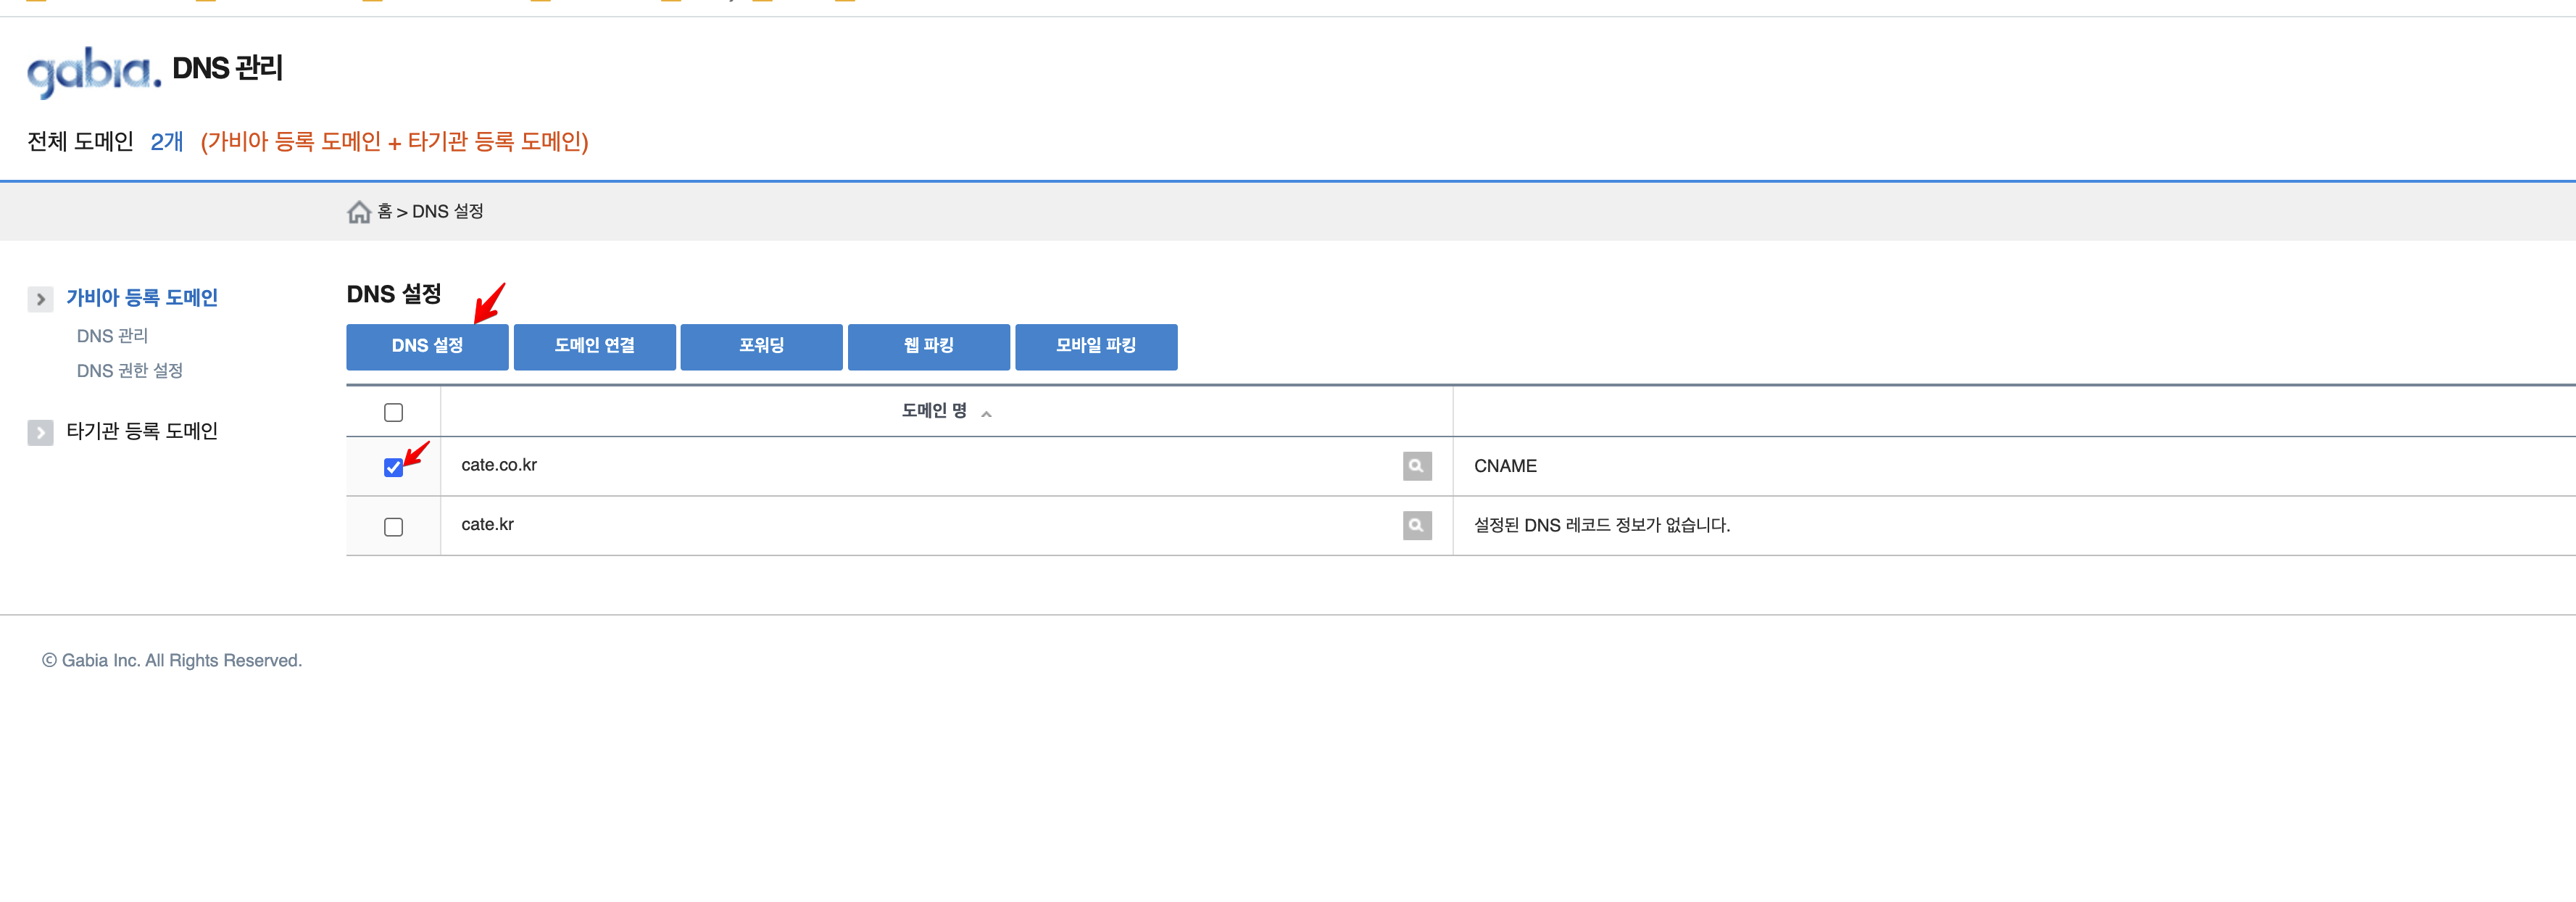 gabia. DNS 관리
전체 도메인 2개 (가비아 등록 도메인 + 타기관 등록 도메인)
홈 > DNS 설정
가비아 등록 도메인
DNS 관리
DNS 권한 설정
타기관 등록 도메인
DNS 설정
DNS 설정 도메인 연결 포워딩 웹 파킹 모바일 파킹
도메인 명
cate.co.kr CNAME
cate.kr 설정된 DNS 레코드 정보가 없습니다.
© Gabia Inc. All Rights Reserved.